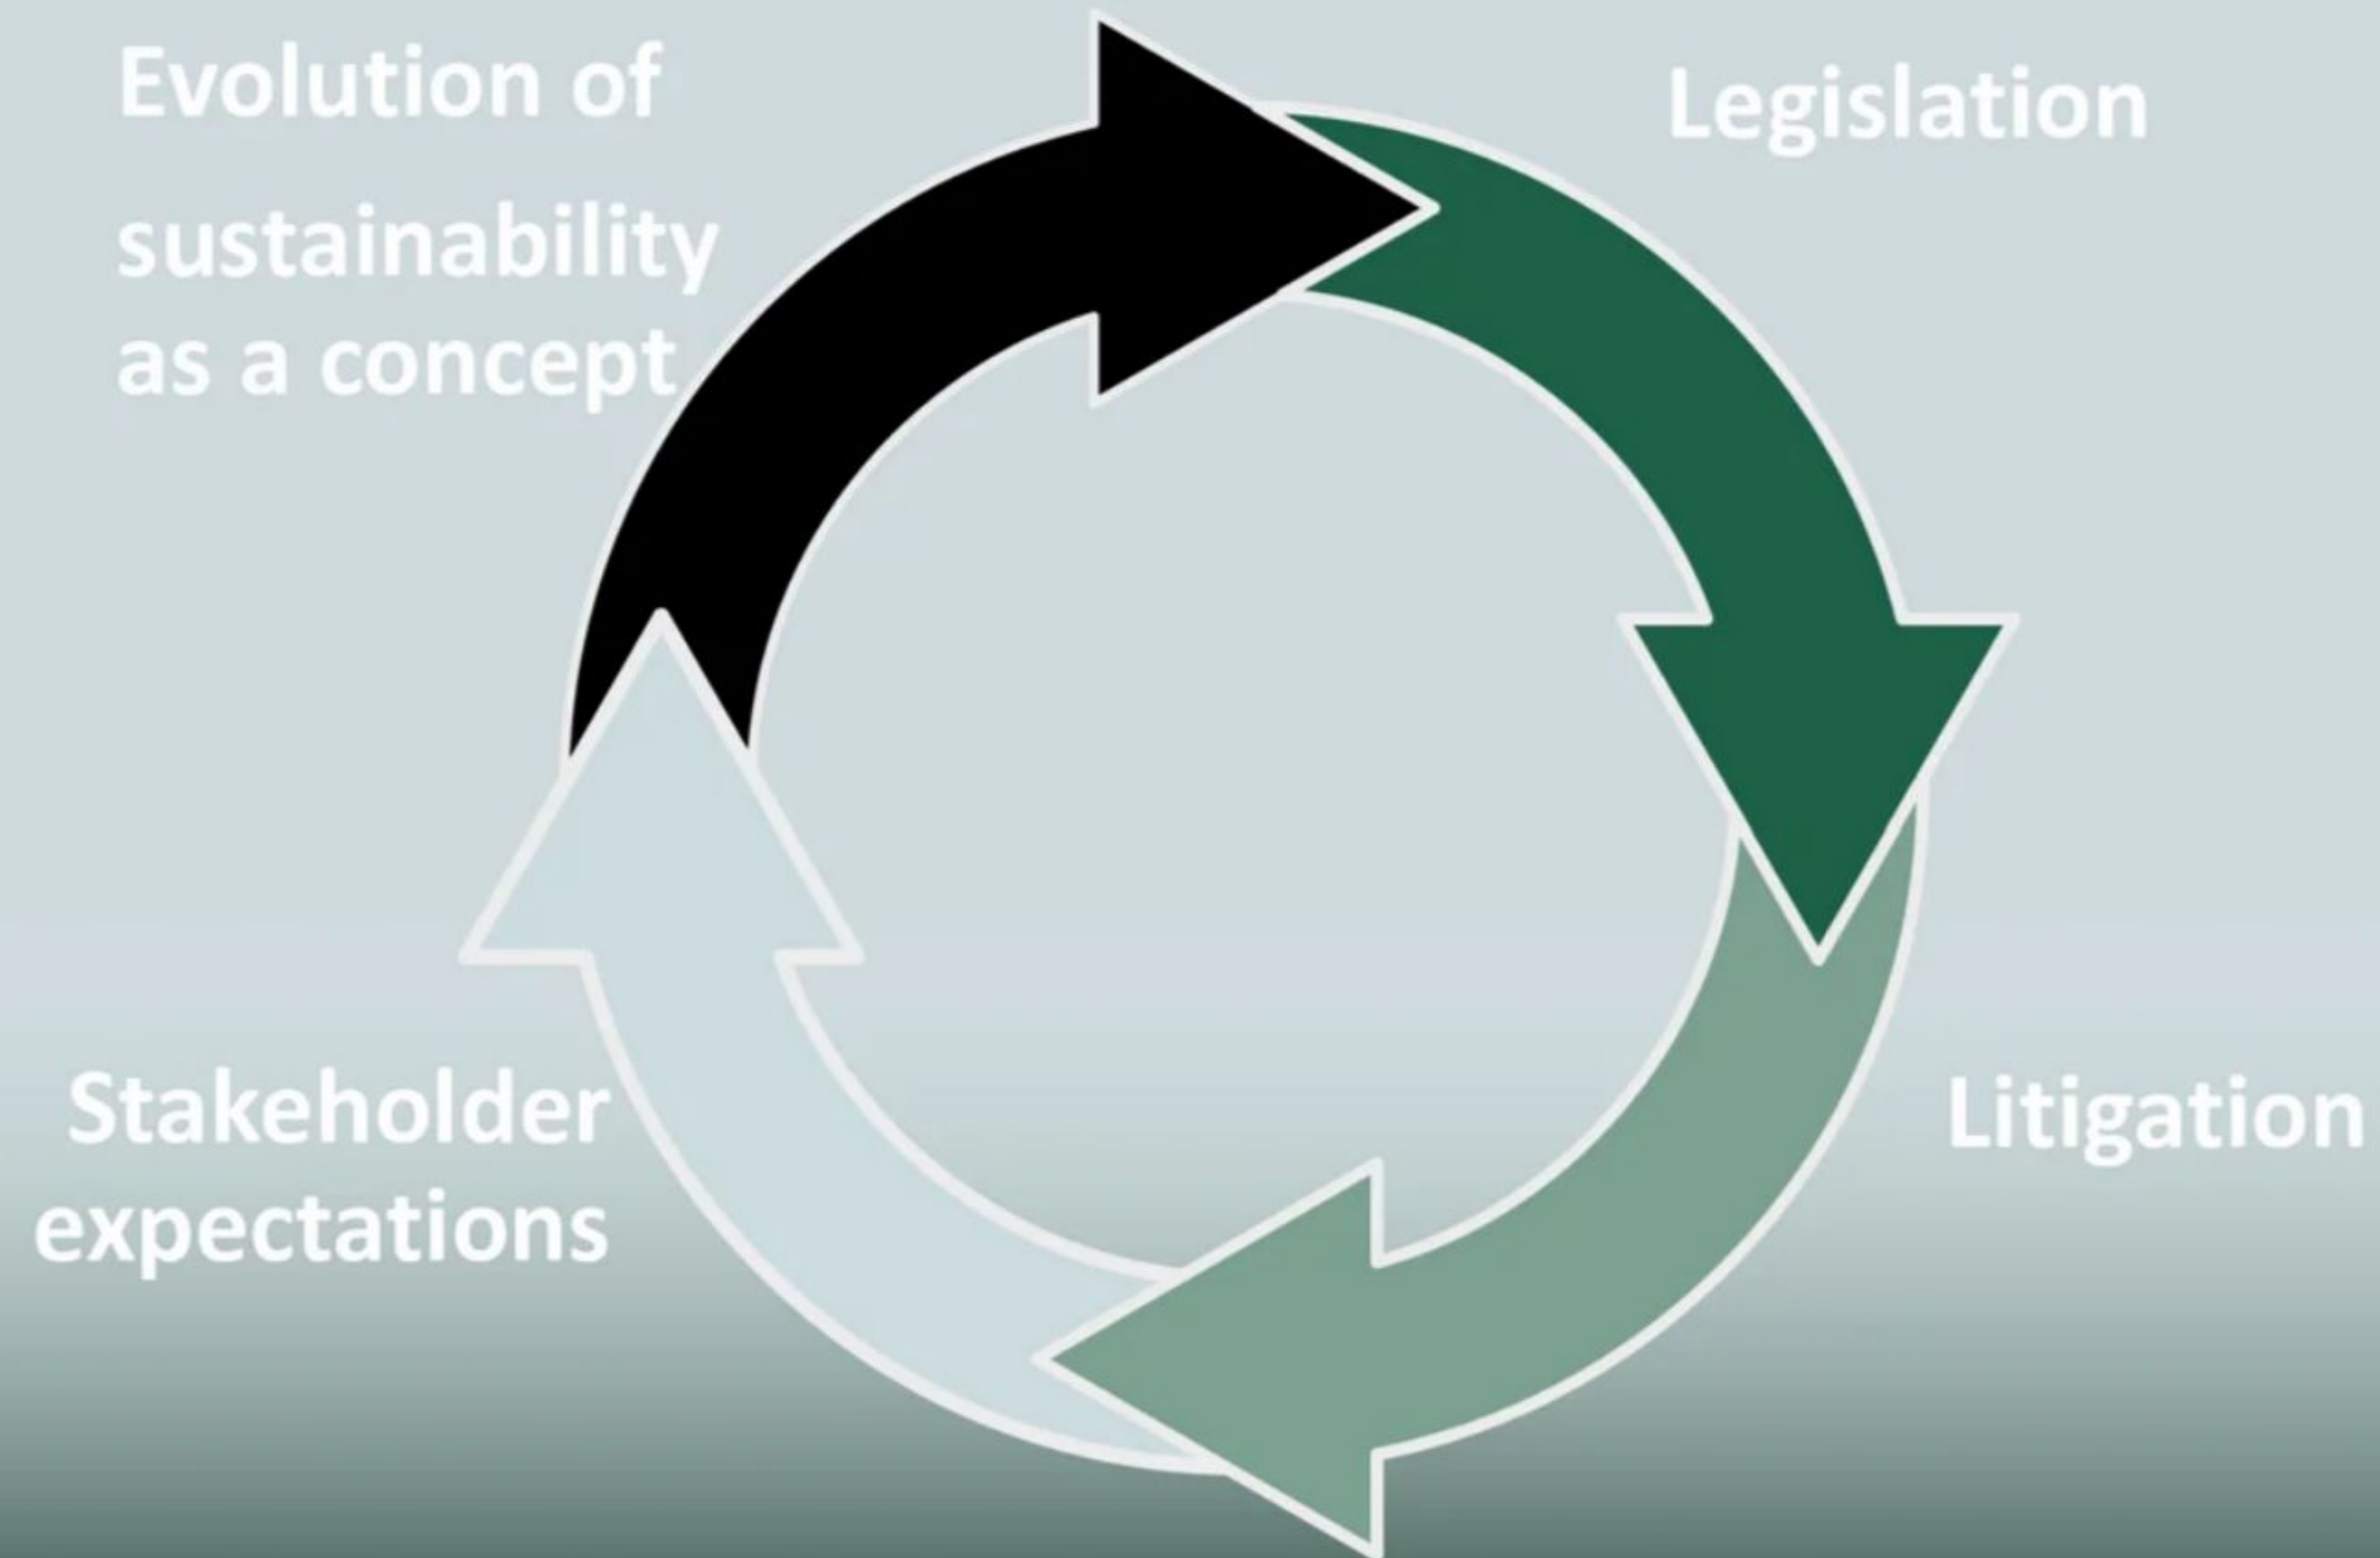 Evolution of
sustainability
as a concept
Legislation
Litigation
Stakeholder
expectations